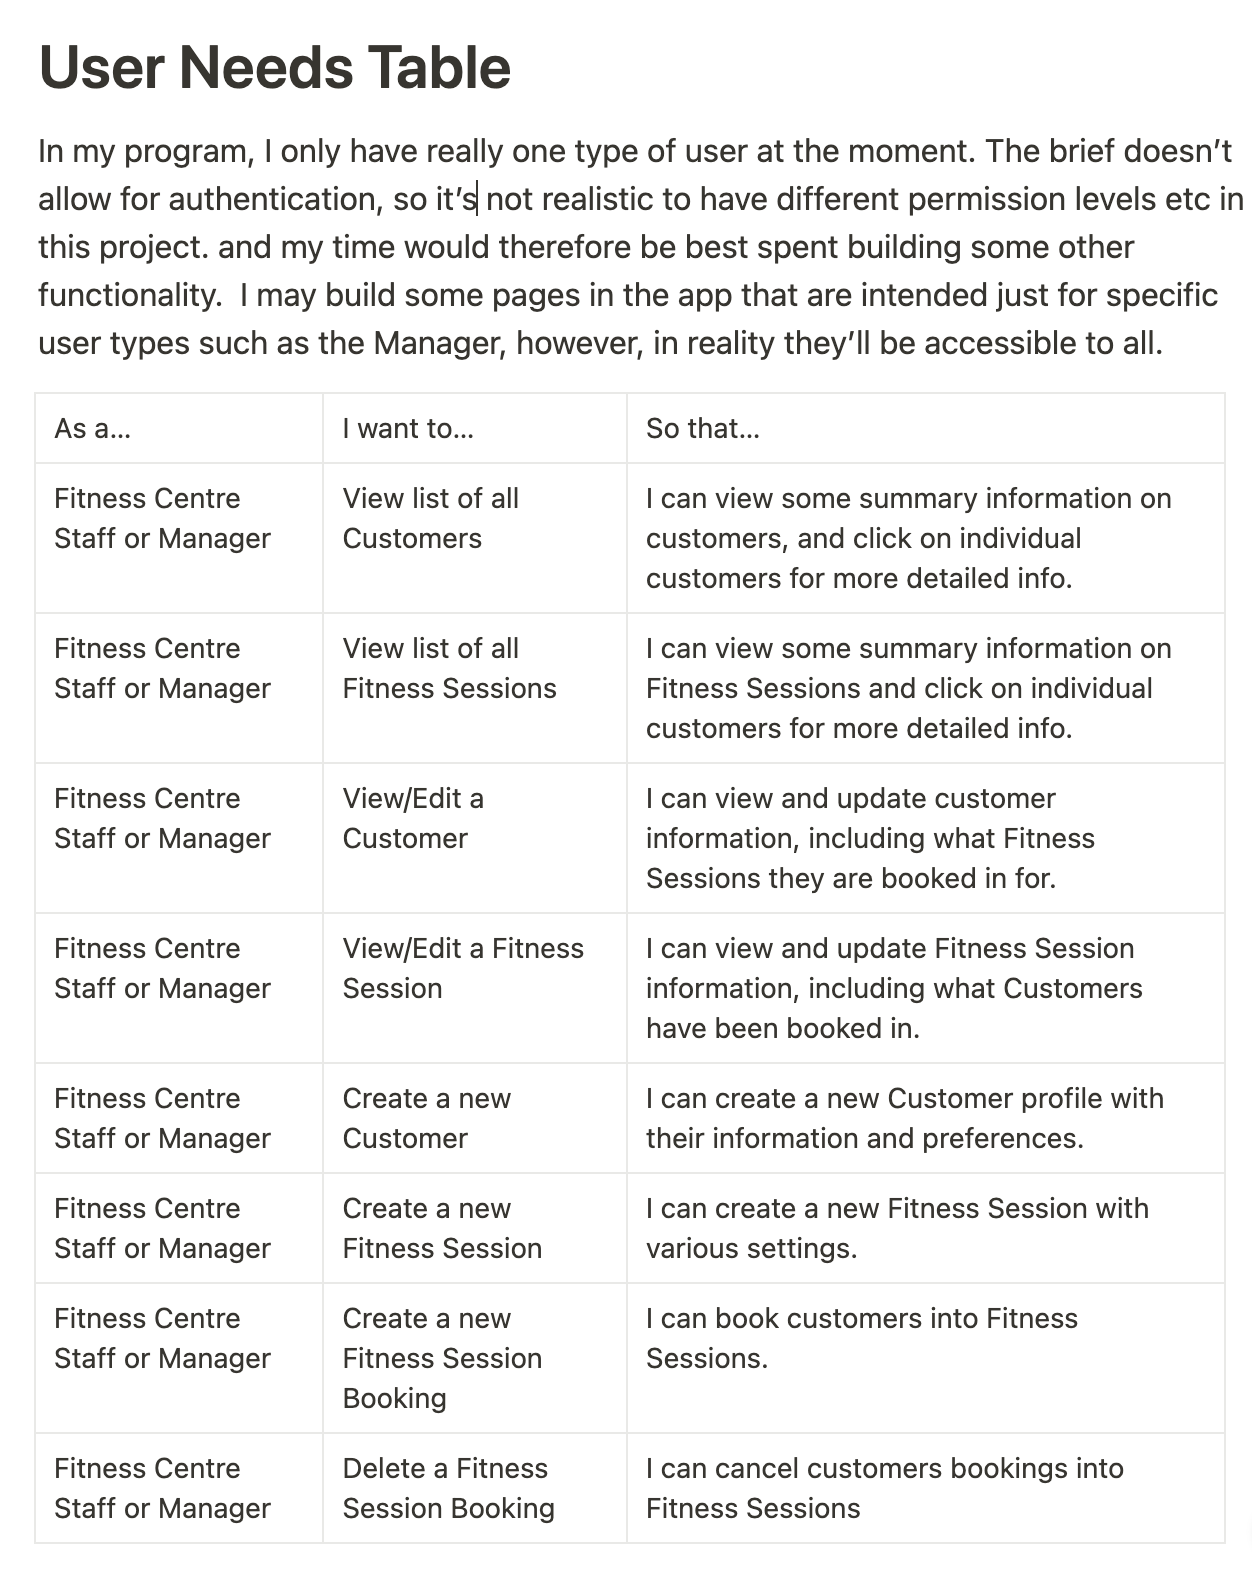 User Needs Table
In my program, I only have really one type of user at the moment. The brief doesn’t
allow for authentication, so it’s not realistic to have different permission levels etc in
this project. and my time would therefore be best spent building some other
functionality.  I may build some pages in the app that are intended just for specific
user types such as the Manager, however, in reality they’ll be accessible to all.
As a...
I want to...
So that...
Fitness Centre
Staff or Manager
View list of all
Customers
I can view some summary information on
customers, and click on individual
customers for more detailed info.
Fitness Centre
Staff or Manager
View list of all
Fitness Sessions
I can view some summary information on
Fitness Sessions and click on individual
customers for more detailed info.
Fitness Centre
Staff or Manager
View/Edit a
Customer
I can view and update customer
information, including what Fitness
Sessions they are booked in for.
Fitness Centre
Staff or Manager
View/Edit a Fitness
Session
I can view and update Fitness Session
information, including what Customers
have been booked in.
Fitness Centre
Staff or Manager
Create a new
Customer
I can create a new Customer profile with
their information and preferences.
Fitness Centre
Staff or Manager
Create a new
Fitness Session
I can create a new Fitness Session with
various settings.
Fitness Centre
Staff or Manager
Create a new
Fitness Session
Booking
I can book customers into Fitness
Sessions.
Fitness Centre
Staff or Manager
Delete a Fitness
Session Booking
I can cancel customers bookings into
Fitness Sessions